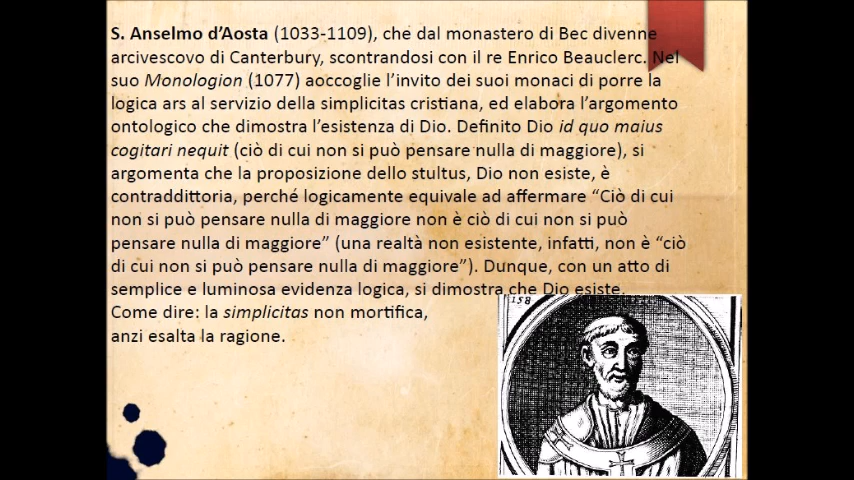 S. Anselmo d’Aosta (1033-1109), che dal monastero di Bec divenne
arcivescovo di Canterbury, scontrandosi con il re Enrico Beauclerc. Nel
suo Monologion (1077) aoccoglie l’invito dei suoi monaci di porre la
logica ars al servizio della simplicitas cristiana, ed elabora l’argomento
ontologico che dimostra l’esistenza di Dio. Definito Dio id quo maius
cogitari nequit (ciò di cui non si può pensare nulla di maggiore), si
argomenta che la proposizione dello stultus, Dio non esiste, è
contraddittoria, perché logicamente equivale ad affermare “Ciò di cui
non si può pensare nulla di maggiore non è ciò di cui non si può
pensare nulla di maggiore” (una realtà non esistente, infatti, non è “ciò
di cui non si può pensare nulla di maggiore”). Dunque, con un atto di
semplice e luminosa evidenza logica, si dimostra che Dio esiste.
Come dire: la simplicitas non mortifica,
anzi esalta la ragione.
158